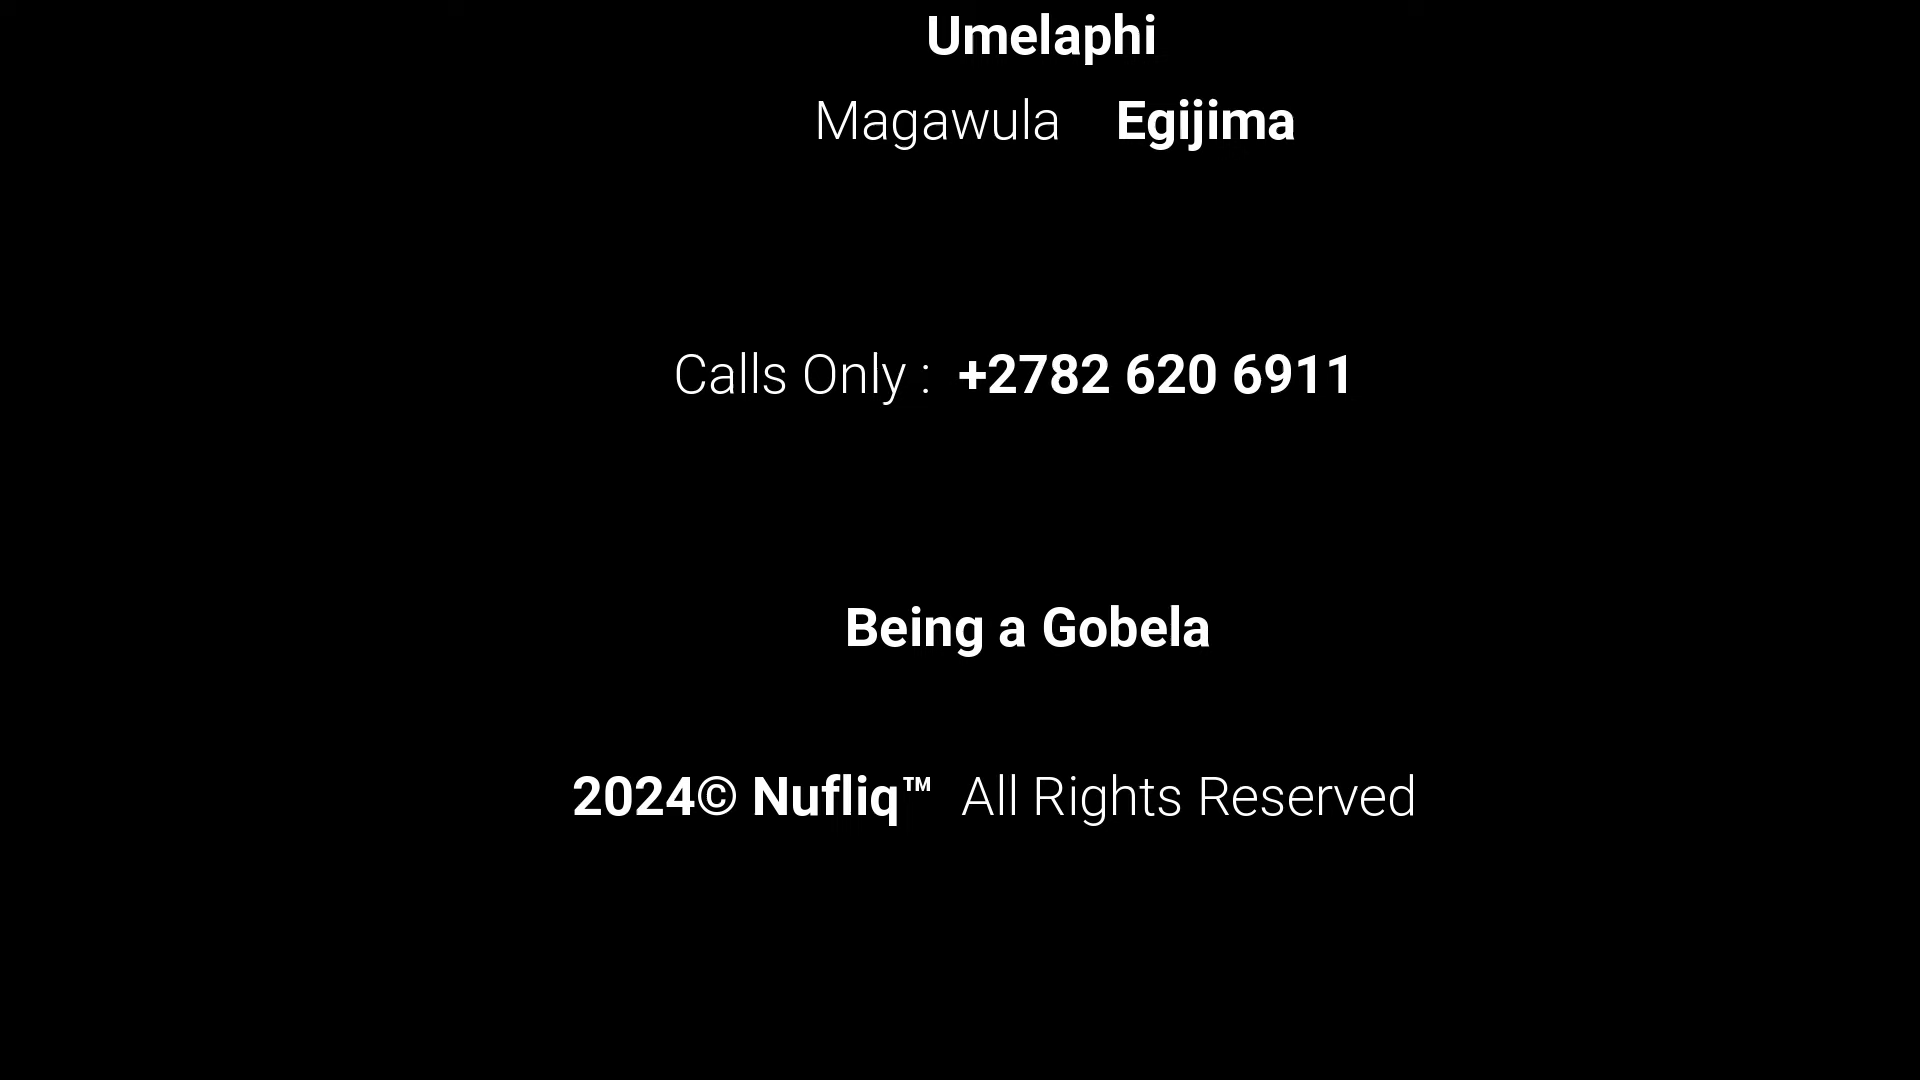 Umelaphi
Magawula Egijima
Calls Only : +2782 620 6911
Being a Gobela
2024© Nufliq™ All Rights Reserved